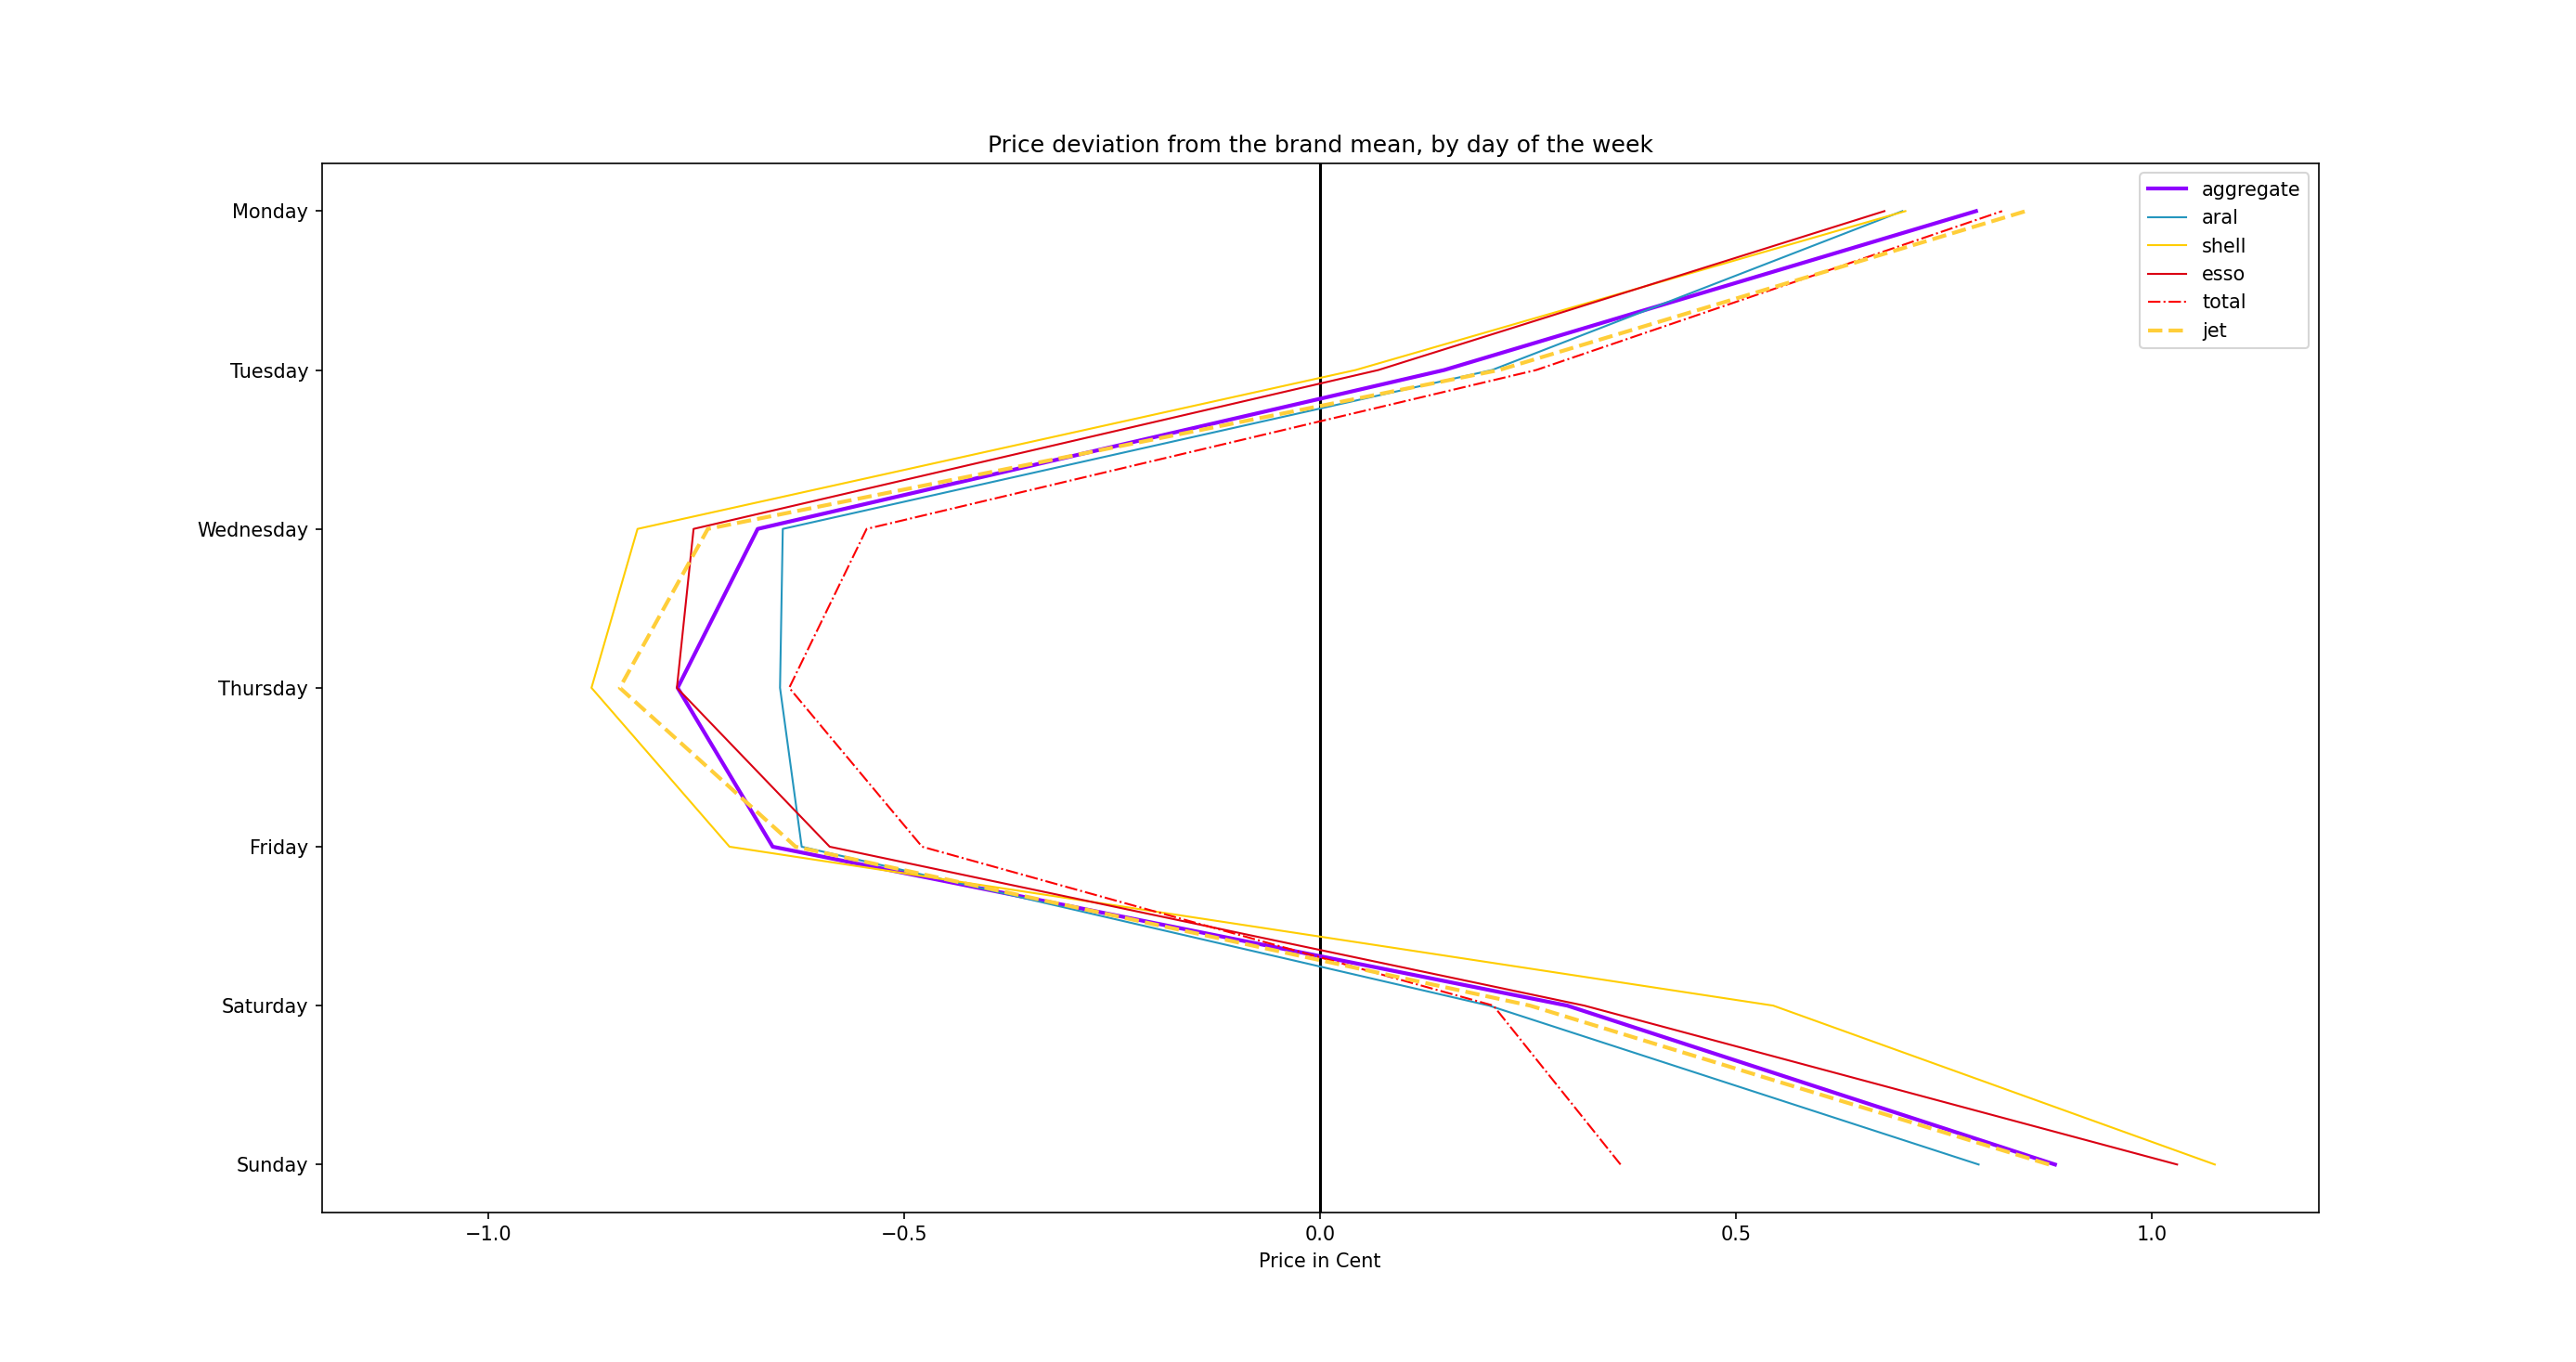 Price deviation from the brand mean, by day of the week
aggregate
aral
shell
esso
total
jet
Monday
Tuesday
Wednesday
Thursday
Friday
Saturday
Sunday
−1.0
−0.5
0.0
0.5
1.0
Price in Cent